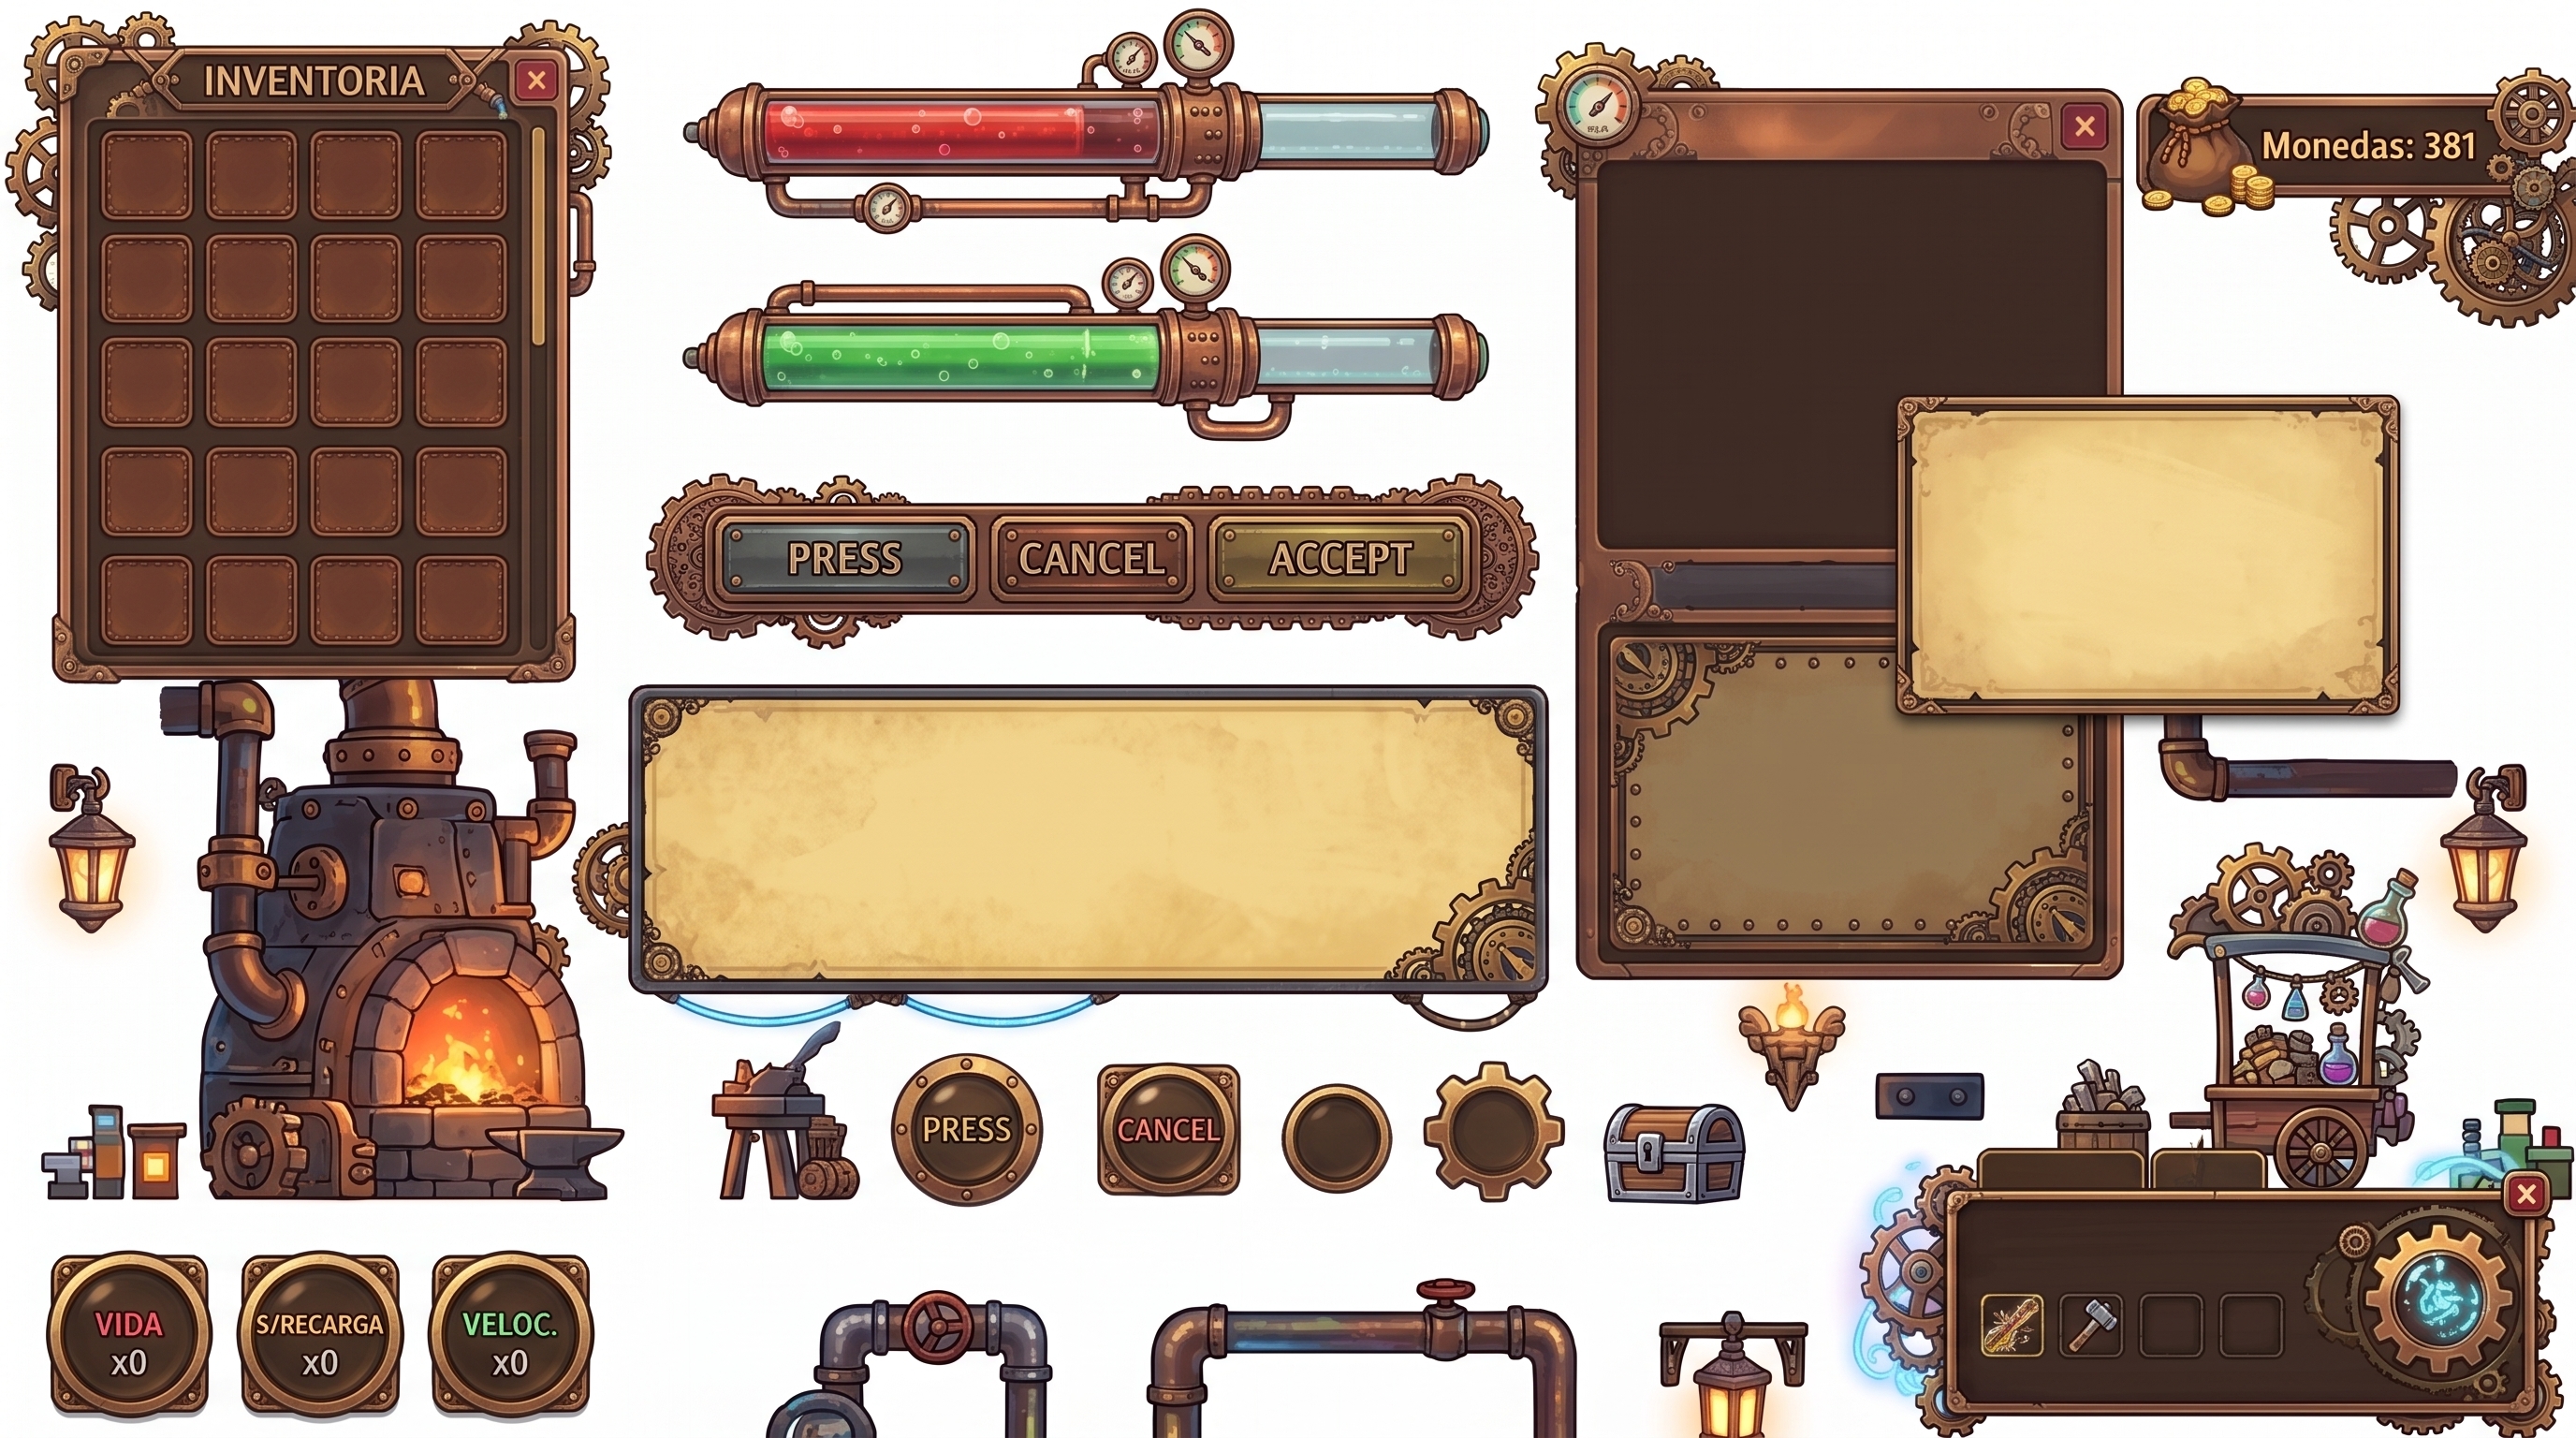 INVENTORIA
Monedas: 381
PRESS
CANCEL
ACCEPT
PRESS
CANCEL
VIDA
x0
S/RECARGA
x0
VELOC.
x0